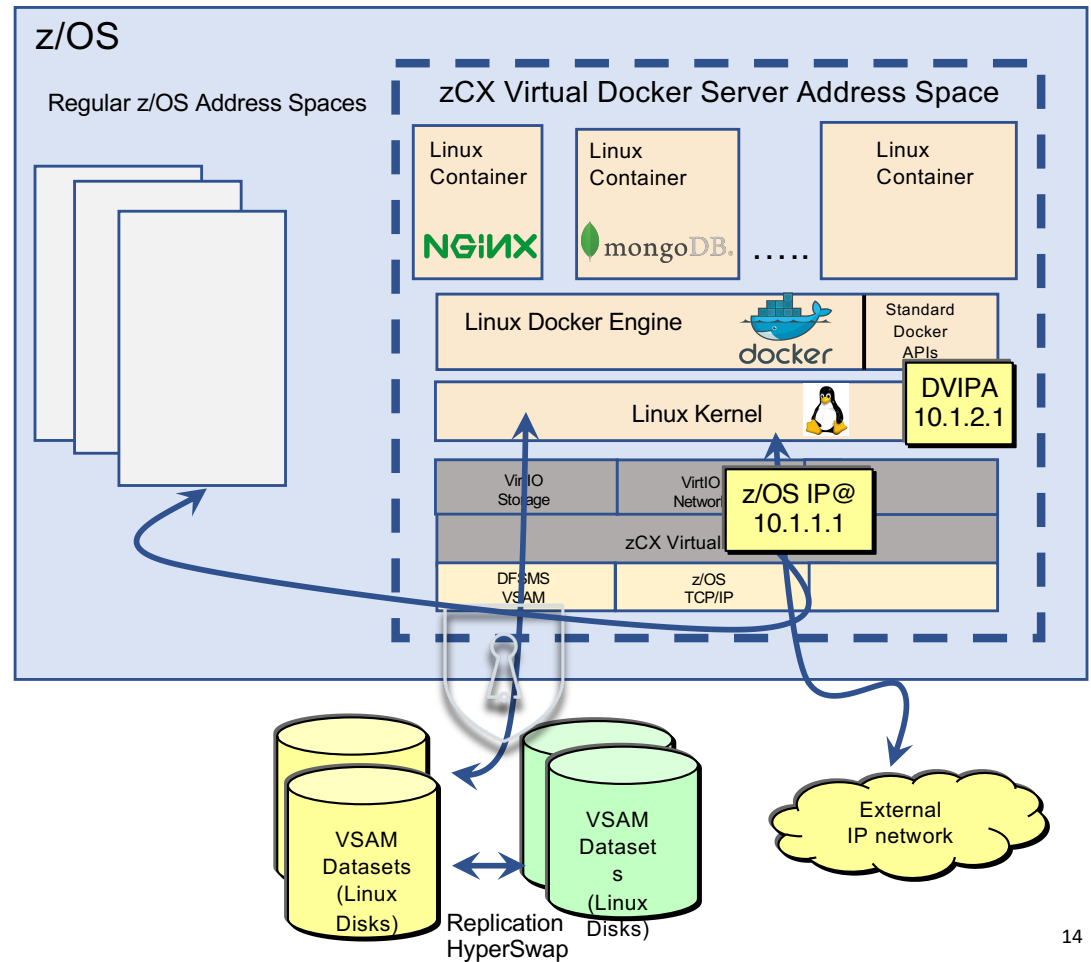 z/OS
Regular z/OS Address Spaces
zCX Virtual Docker Server Address Space
Linux
Container
NGiNX
Linux
Container
mongoDB.
.....
Linux
Container
Linux Docker Engine
docker
Standard
Docker
APIs
Linux Kernel
DVIPA
10.1.2.1
VirtIO
Storage
VirtIO
Network
z/OS IP@
10.1.1.1
zCX Virtual
DFSMS
VSAM
z/OS
TCP/IP
VSAM
Datasets
(Linux
Disks)
Replication
HyperSwap
VSAM
Dataset
s
(Linux
Disks)
External
IP network
14